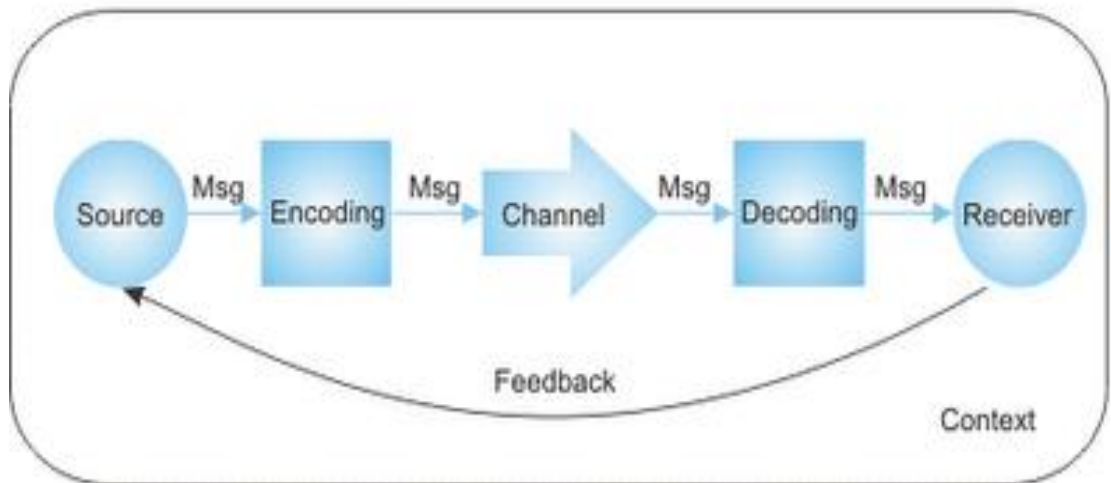 Msg
Msg
Msg
Msg
Source
Encoding
Channel
Decoding
Receiver
Feedback
Context